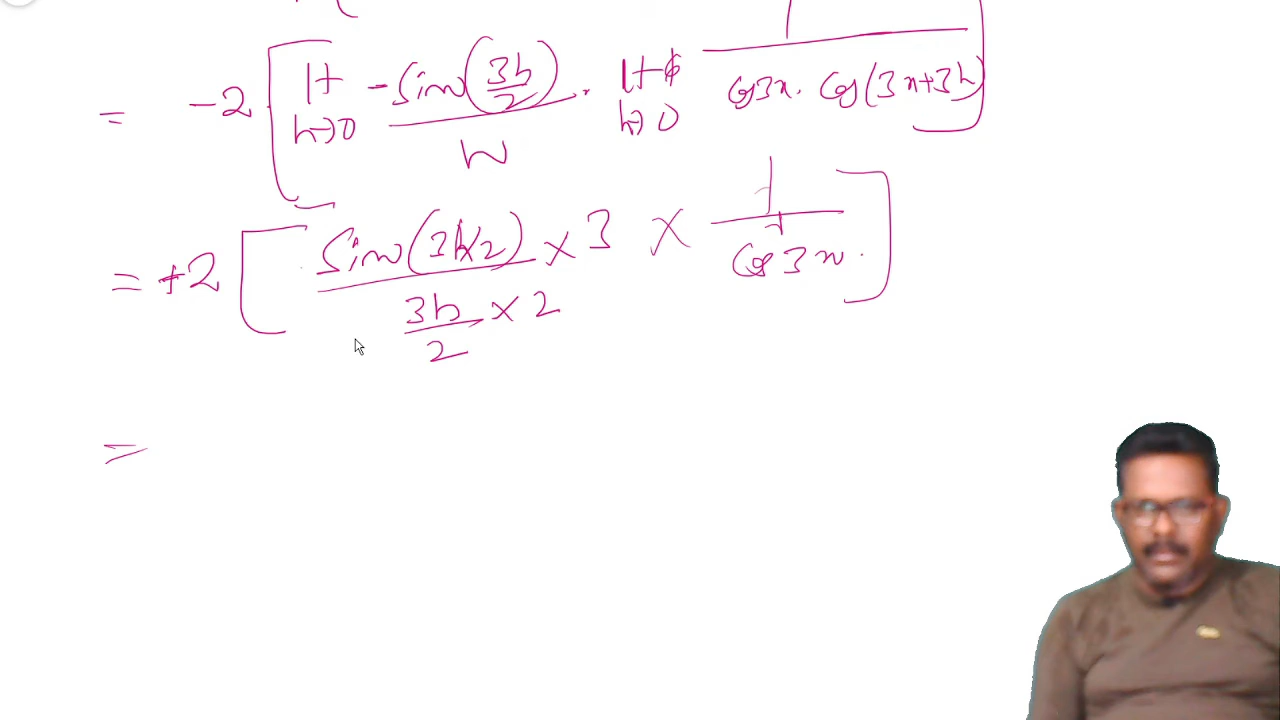 = -2 [ lt h→0 -Sin(3h/2) / h . lt h→0 1 / Cos3x. Cos(3x+3h) ]
= +2 [ Sin(3h/2) × 3 / 3h/2 × 2 × 1 / Cos3x. ]
=